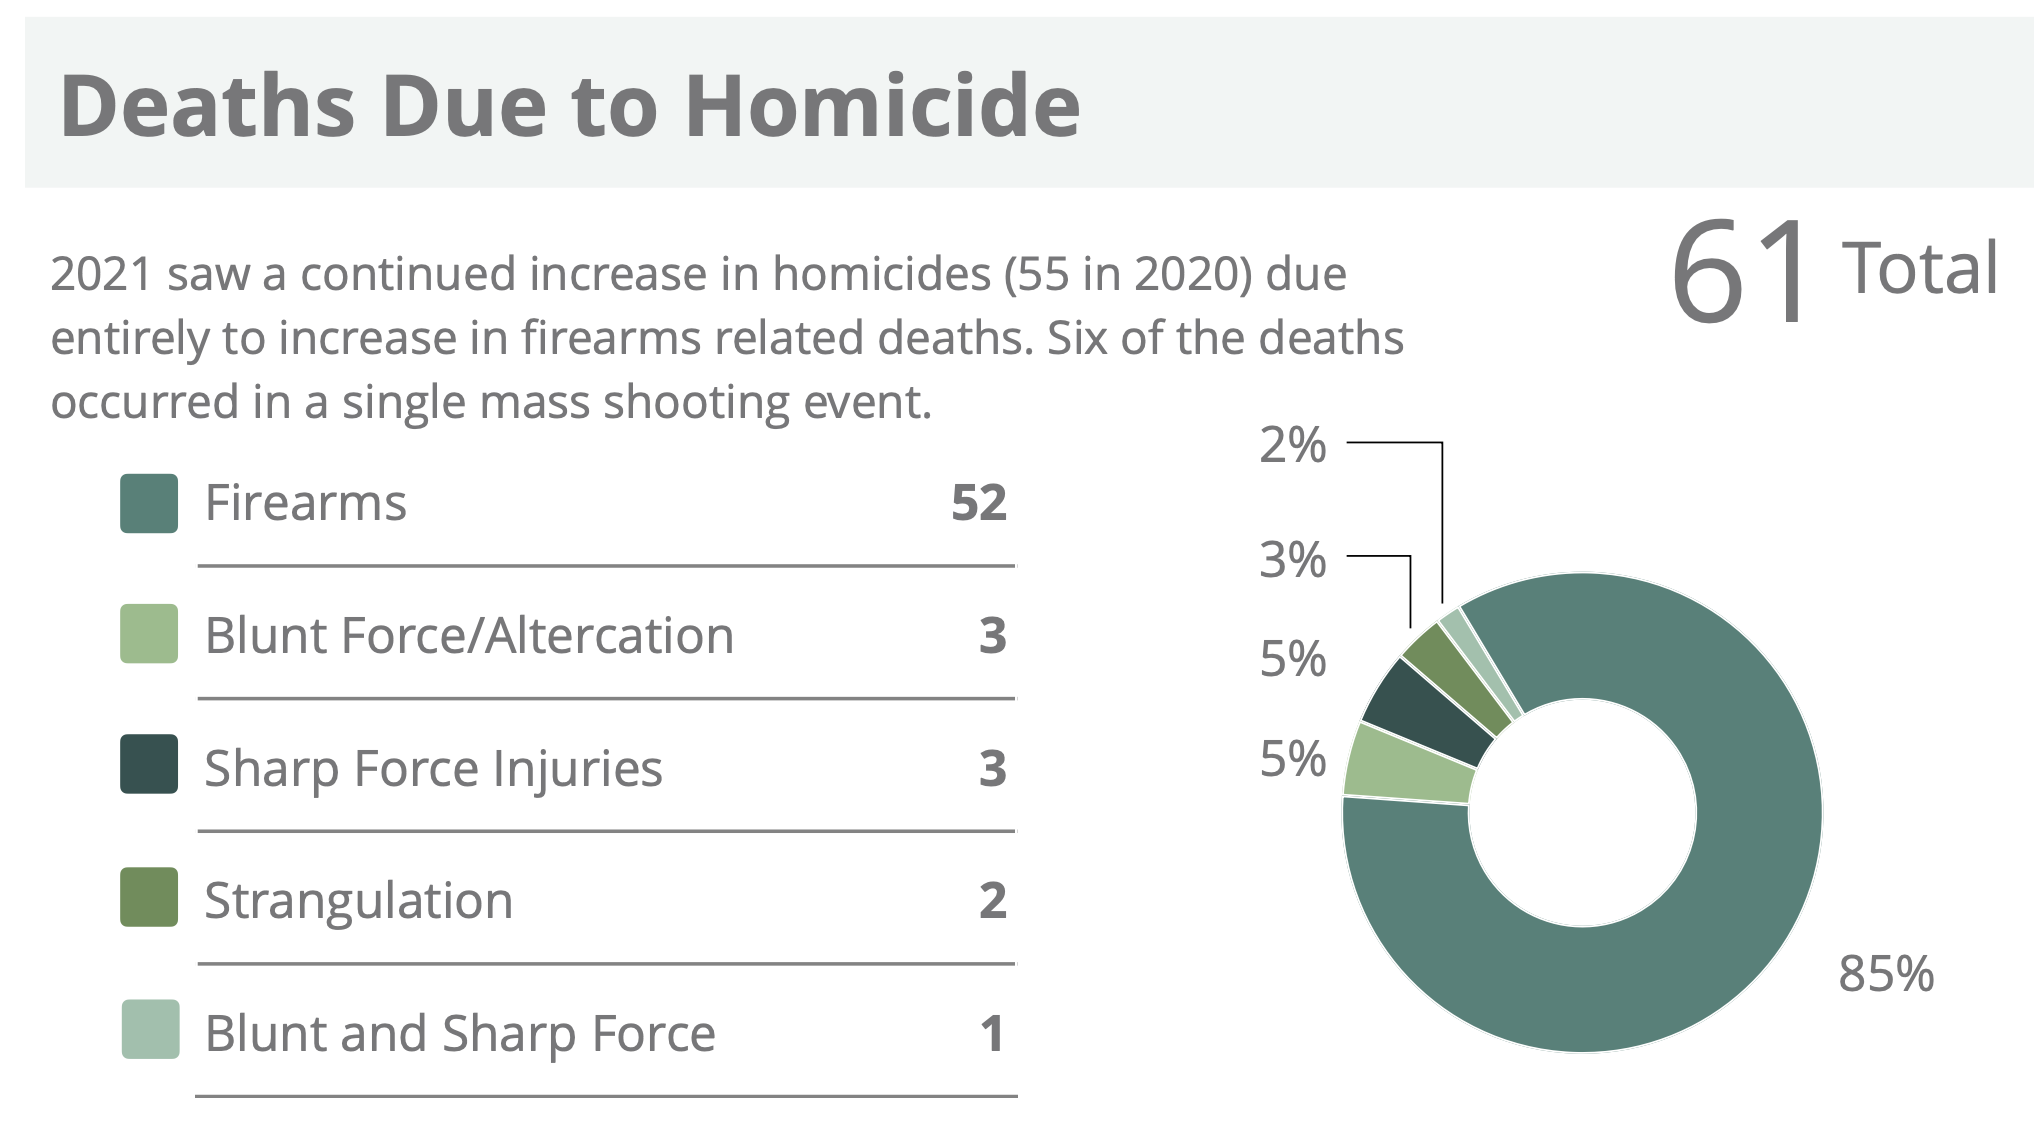 Deaths Due to Homicide
61 Total
2021 saw a continued increase in homicides (55 in 2020) due
entirely to increase in firearms related deaths. Six of the deaths
occurred in a single mass shooting event.
Firearms 52
Blunt Force/Altercation 3
Sharp Force Injuries 3
Strangulation 2
Blunt and Sharp Force 1
2%
3%
5%
5%
85%